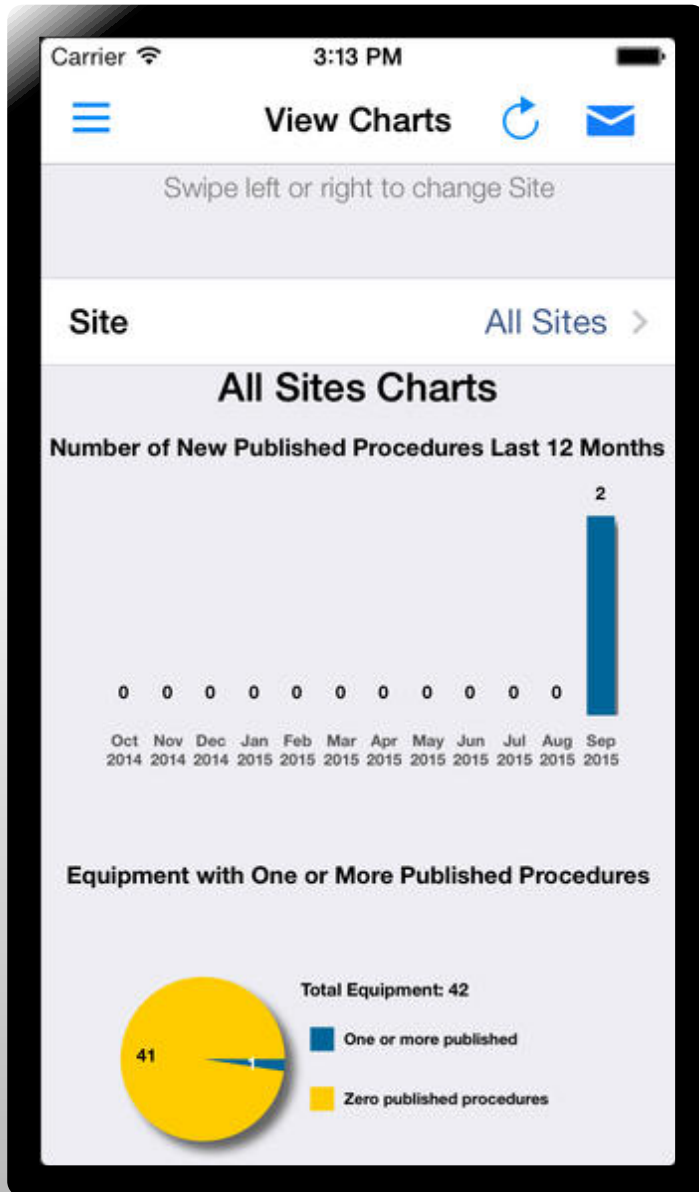 Carrier 3:13 PM
View Charts
Swipe left or right to change Site
Site All Sites >
All Sites Charts
Number of New Published Procedures Last 12 Months
2
0 0 0 0 0 0 0 0 0 0 0
Oct Nov Dec Jan Feb Mar Apr May Jun Jul Aug Sep
2014 2014 2014 2015 2015 2015 2015 2015 2015 2015 2015 2015
Equipment with One or More Published Procedures
Total Equipment: 42
One or more published
41 1
Zero published procedures